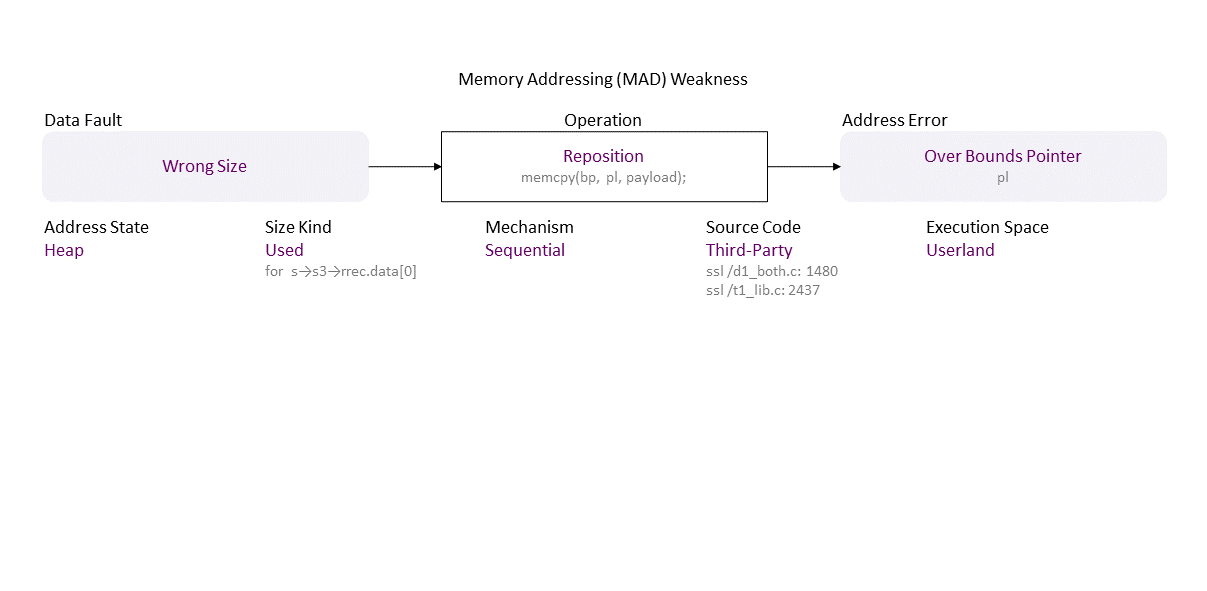 Memory Addressing (MAD) Weakness
Data Fault
Operation
Address Error
Wrong Size
Reposition
memcpy(bp, pl, payload);
Over Bounds Pointer
pl
Address State
Heap
Size Kind
Used
for s→s3→rrec.data[0]
Mechanism
Sequential
Source Code
Third-Party
ssl /d1_both.c: 1480
ssl /t1_lib.c: 2437
Execution Space
Userland